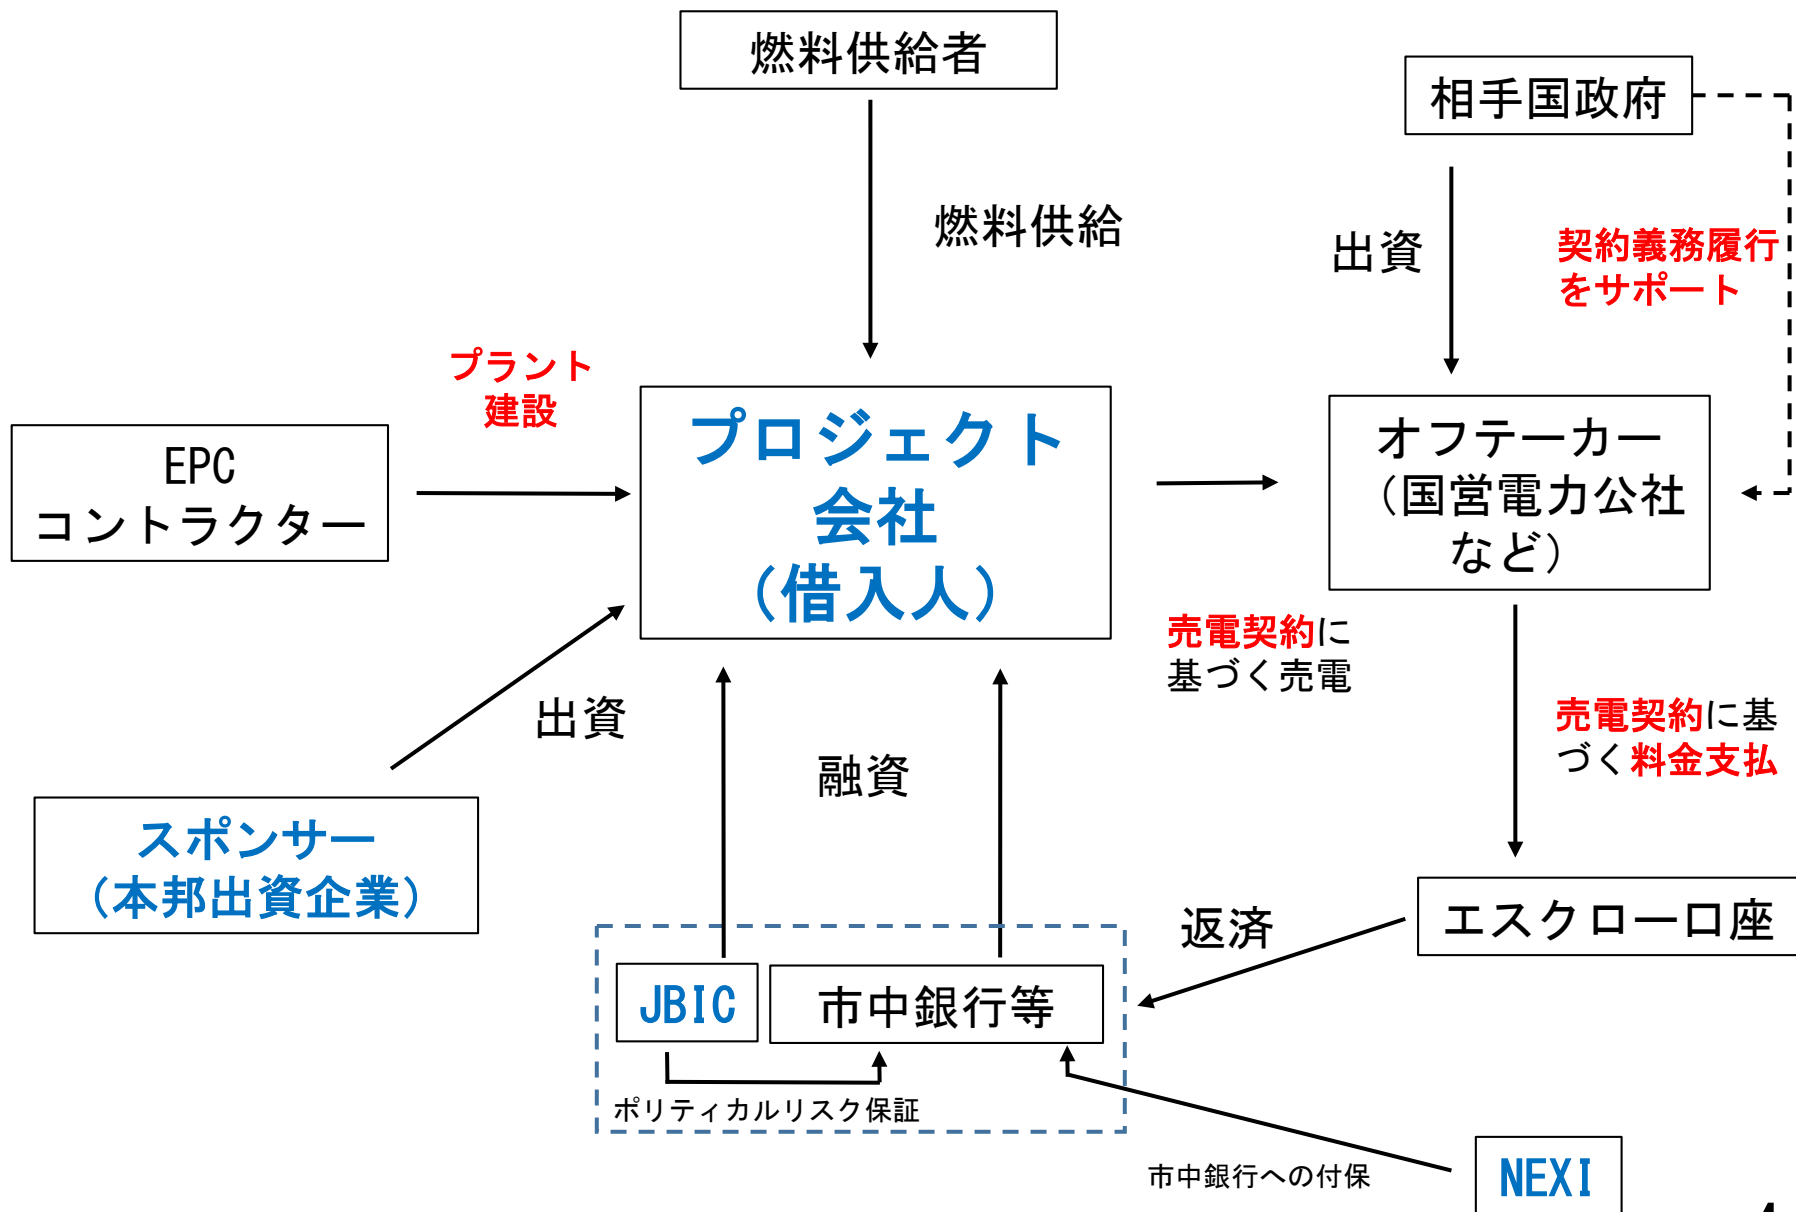 燃料供給者
相手国政府
燃料供給
出資
契約義務履行
をサポート
プラント
建設
EPC
コントラクター
プロジェクト
会社
（借入人）
オフテーカー
（国営電力公社
など）
売電契約に
基づく売電
出資
融資
売電契約に基
づく料金支払
スポンサー
（本邦出資企業）
返済
エスクロー口座
JBIC
市中銀行等
ポリティカルリスク保証
市中銀行への付保
NEXI